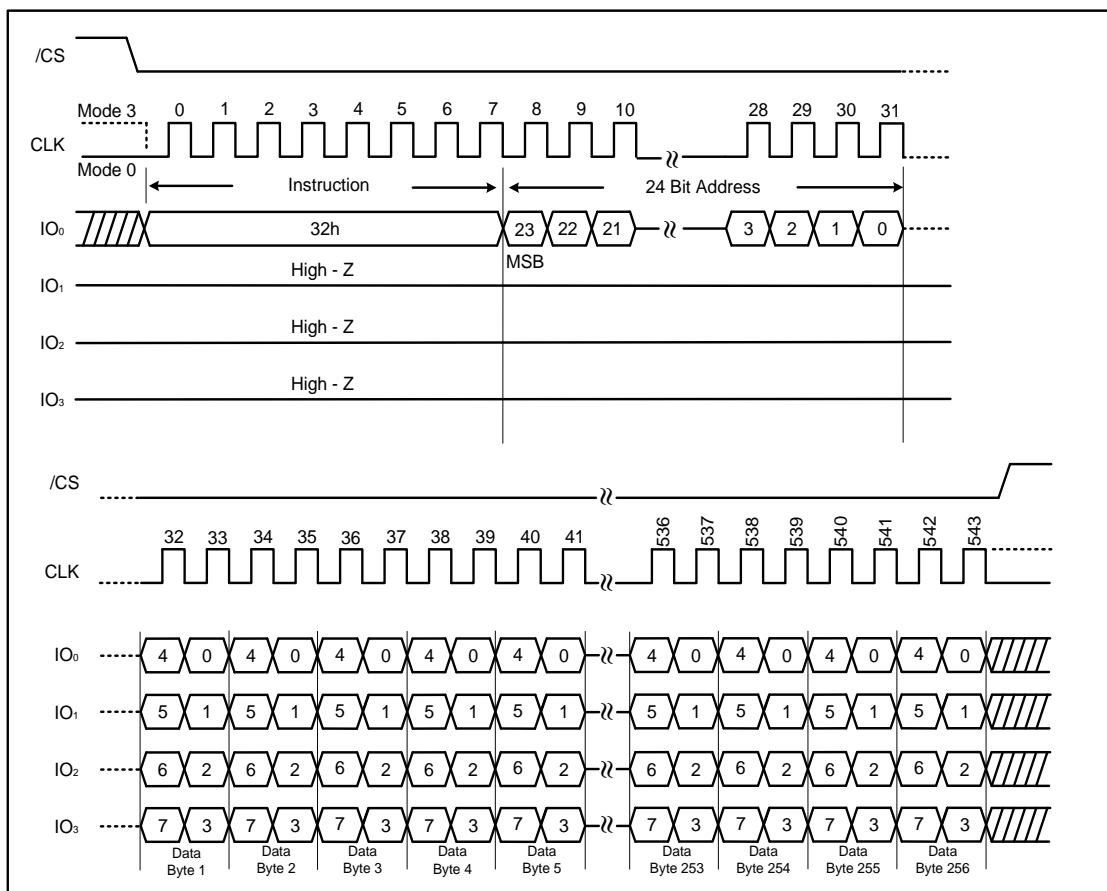 /CS
Mode 3 0 1 2 3 4 5 6 7 8 9 10 28 29 30 31
CLK
Mode 0
Instruction 24 Bit Address
IO0 32h 23 22 21 3 2 1 0
MSB
High - Z
IO1
High - Z
IO2
High - Z
IO3
/CS
32 33 34 35 36 37 38 39 40 41 536 537 538 539 540 541 542 543
CLK
IO0 4 0 4 0 4 0 4 0 4 0 4 0 4 0 4 0 4 0
IO1 5 1 5 1 5 1 5 1 5 1 5 1 5 1 5 1 5 1
IO2 6 2 6 2 6 2 6 2 6 2 6 2 6 2 6 2 6 2
IO3 7 3 7 3 7 3 7 3 7 3 7 3 7 3 7 3 7 3
Data Data Data Data Data Data Data Data Data
Byte 1 Byte 2 Byte 3 Byte 4 Byte 5 Byte 253 Byte 254 Byte 255 Byte 256